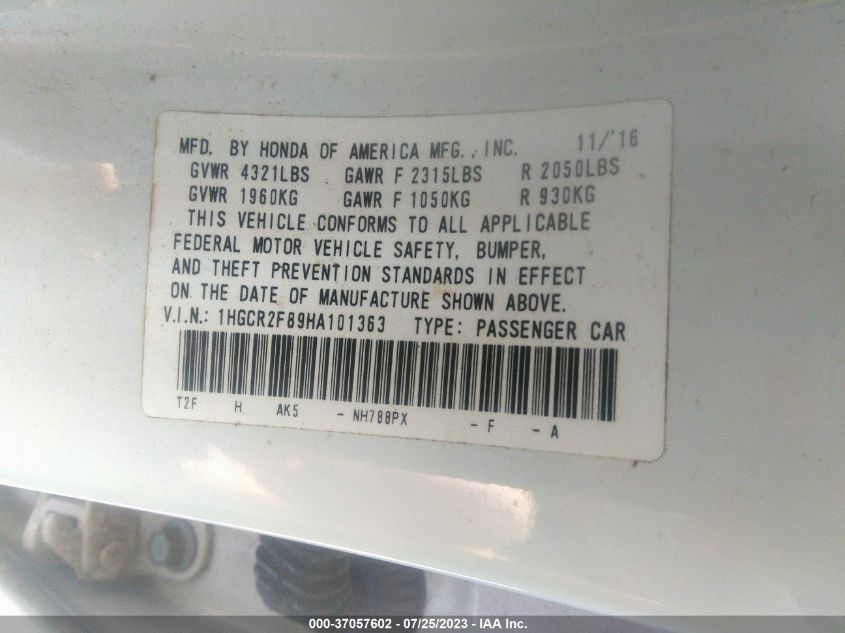 MFD. BY HONDA OF AMERICA MFG., INC. 11/'16
GVWR 4321LBS GAWR F 2315LBS R 2050LBS
GVWR 1960KG GAWR F 1050KG R 930KG
THIS VEHICLE CONFORMS TO ALL APPLICABLE
FEDERAL MOTOR VEHICLE SAFETY, BUMPER,
AND THEFT PREVENTION STANDARDS IN EFFECT
ON THE DATE OF MANUFACTURE SHOWN ABOVE.
V.I.N.: 1HGCR2F89HA101363 TYPE: PASSENGER CAR
T2F H AK5 - NH788PX - F - A
000-37057602 - 07/25/2023 - IAA Inc.